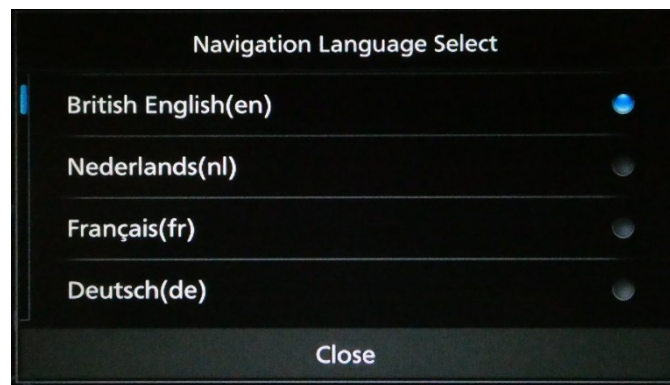 Navigation Language Select
British English(en)
Nederlands(nl)
Français(fr)
Deutsch(de)
Close